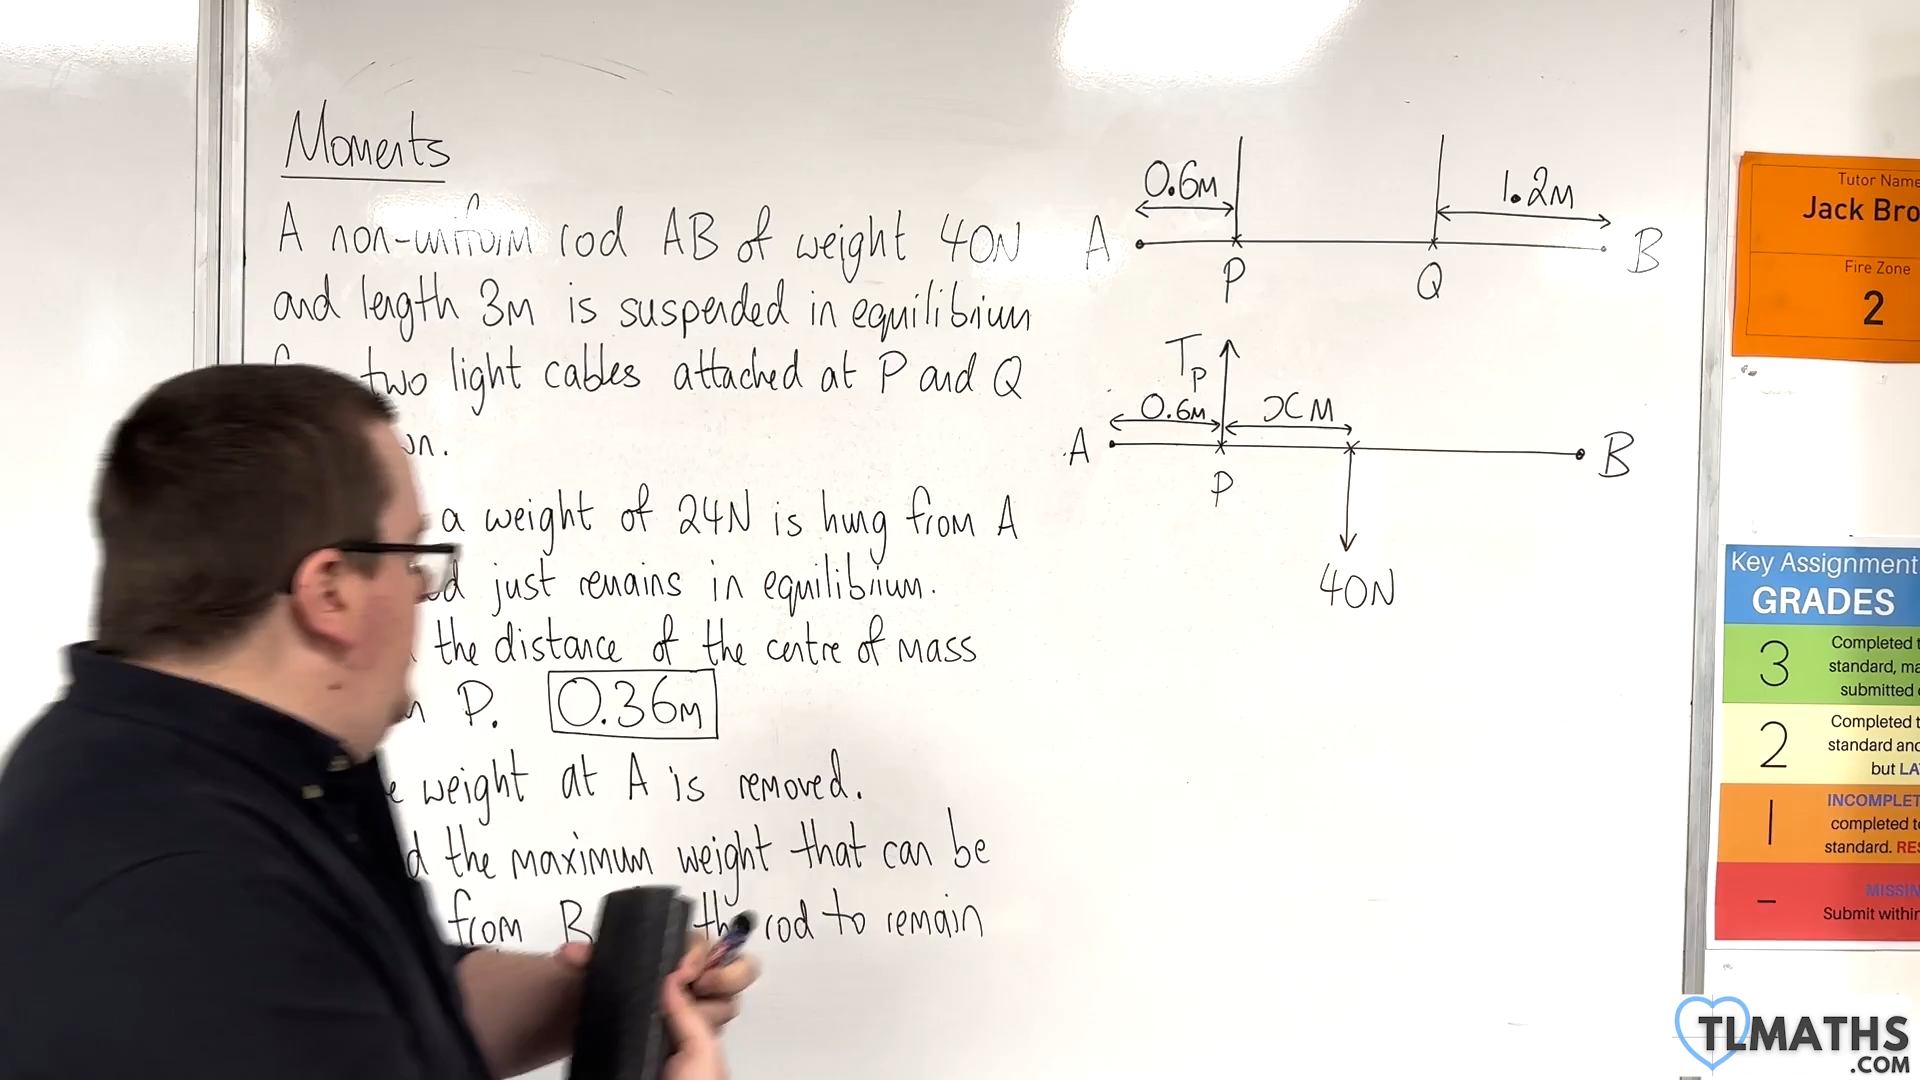 Moments
A non-uniform rod AB of weight 40N
and length 3m is suspended in equilibrium
two light cables attached at P and Q
a weight of 24N is hung from A
just remains in equilibrium.
the distance of the centre of mass
P. 0.36m
weight at A is removed.
the maximum weight that can be
from B the rod to remain
0.6m 1.2m
A B
P Q
Tp
0.6m x m
A B
P
40N
Tutor Name
Jack Bro
Fire Zone
2
Key Assignment
GRADES
3 Completed t
standard, ma
submitted
2 Completed t
standard and
but LA
1 INCOMPLET
completed to
standard. RES
- MISSIN
Submit within
TLMATHS
.COM